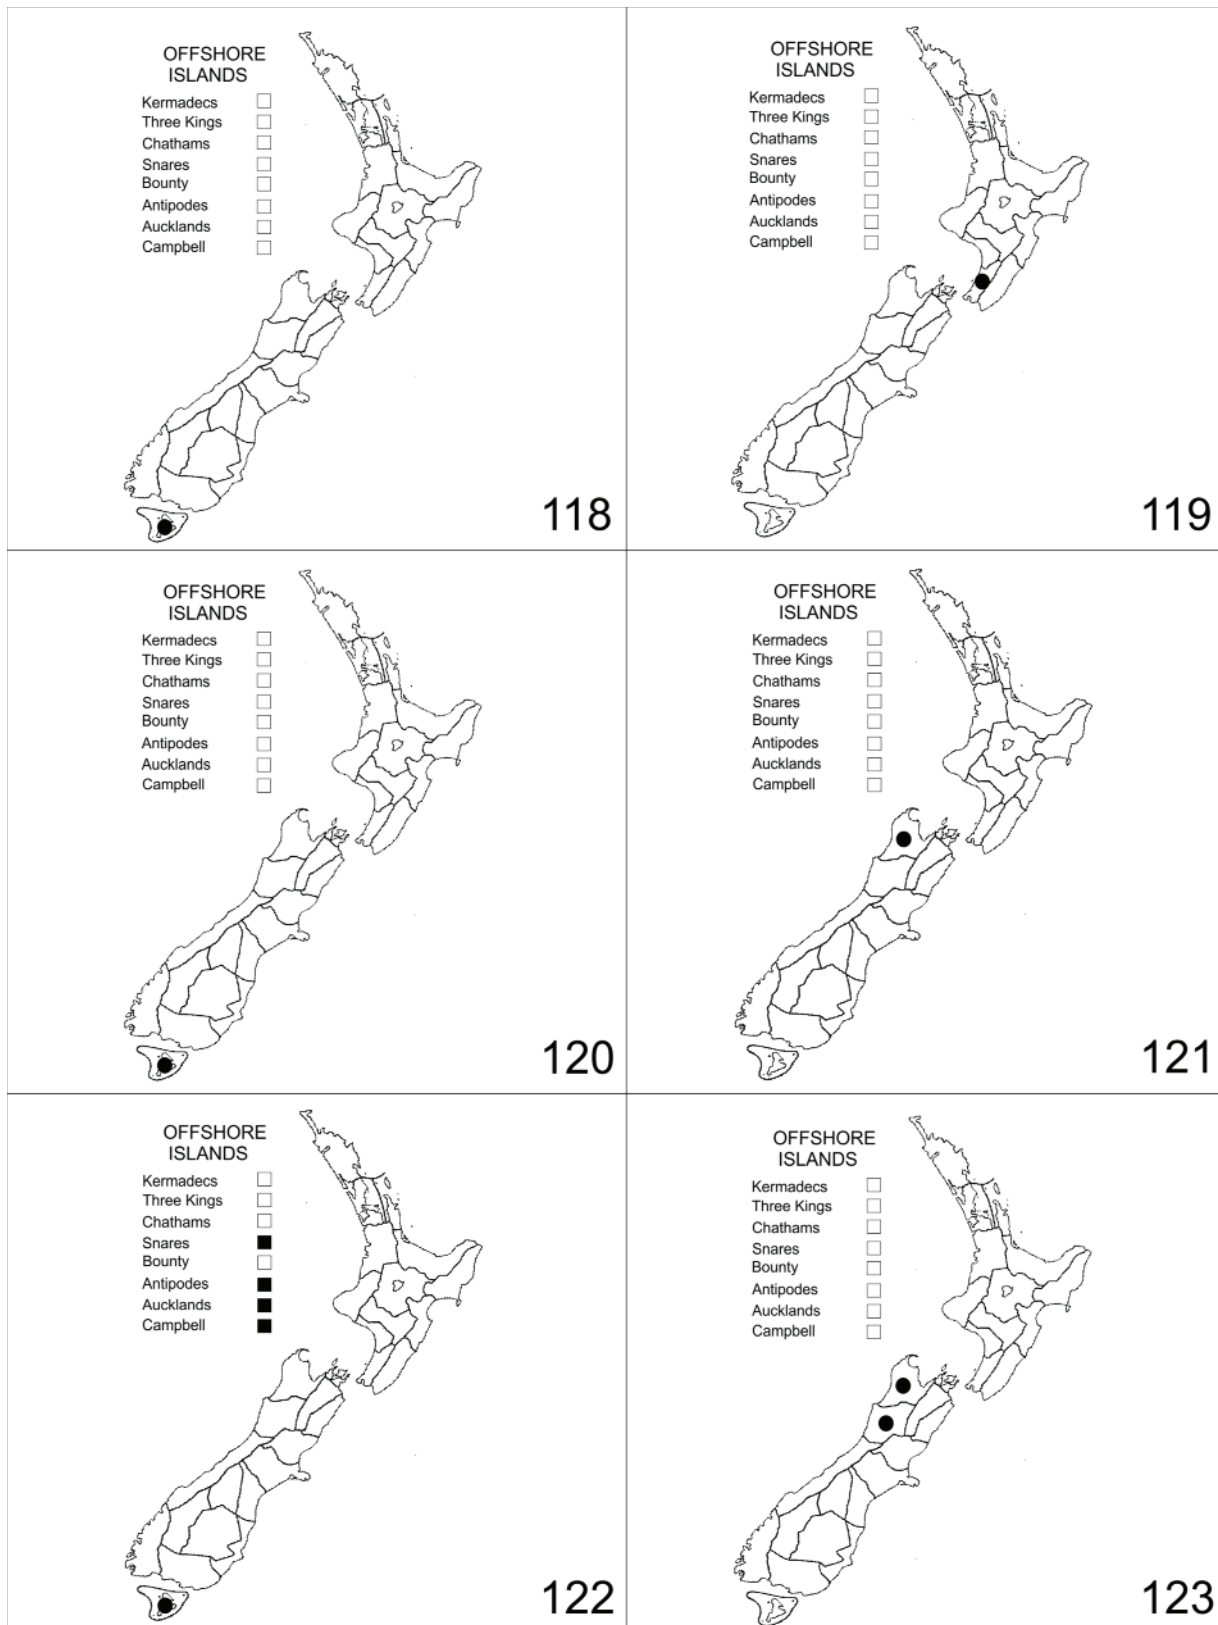 OFFSHORE
ISLANDS
Kermadecs
Three Kings
Chathams
Snares
Bounty
Antipodes
Aucklands
Campbell
118
OFFSHORE
ISLANDS
Kermadecs
Three Kings
Chathams
Snares
Bounty
Antipodes
Aucklands
Campbell
119
OFFSHORE
ISLANDS
Kermadecs
Three Kings
Chathams
Snares
Bounty
Antipodes
Aucklands
Campbell
120
OFFSHORE
ISLANDS
Kermadecs
Three Kings
Chathams
Snares
Bounty
Antipodes
Aucklands
Campbell
121
OFFSHORE
ISLANDS
Kermadecs
Three Kings
Chathams
Snares
Bounty
Antipodes
Aucklands
Campbell
122
OFFSHORE
ISLANDS
Kermadecs
Three Kings
Chathams
Snares
Bounty
Antipodes
Aucklands
Campbell
123